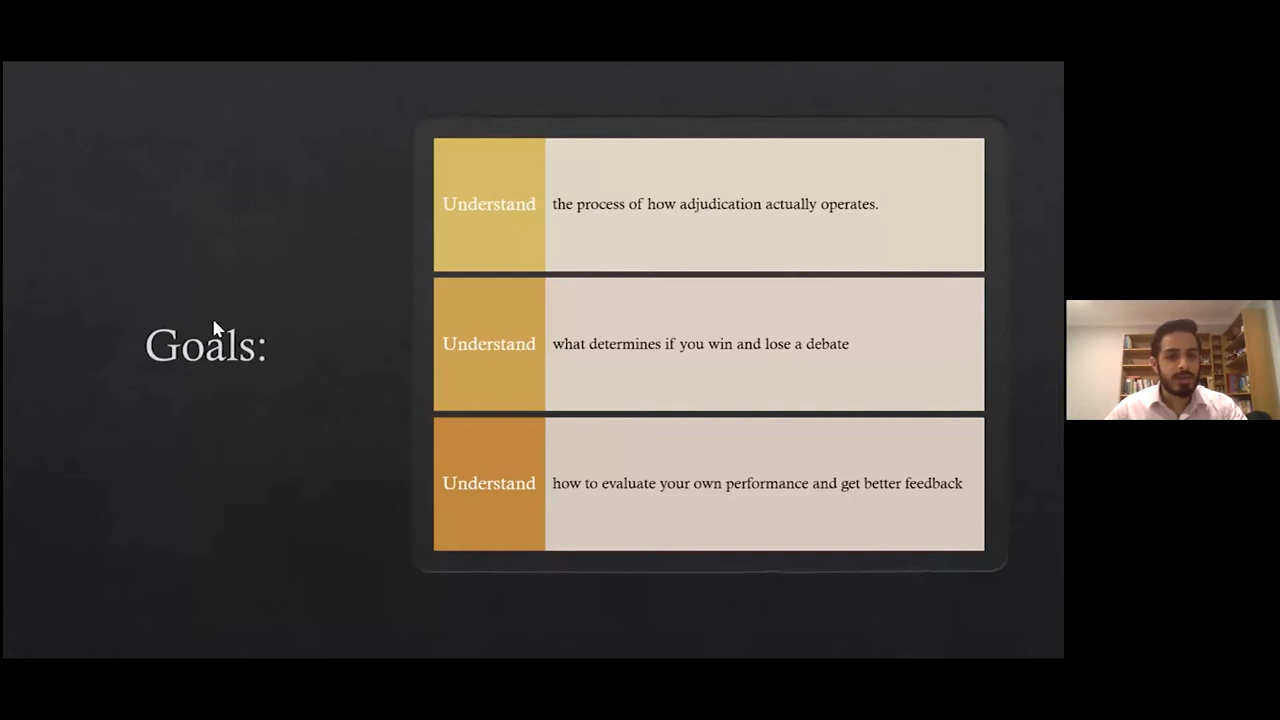 Goals:
Understand the process of how adjudication actually operates.
Understand what determines if you win and lose a debate
Understand how to evaluate your own performance and get better feedback